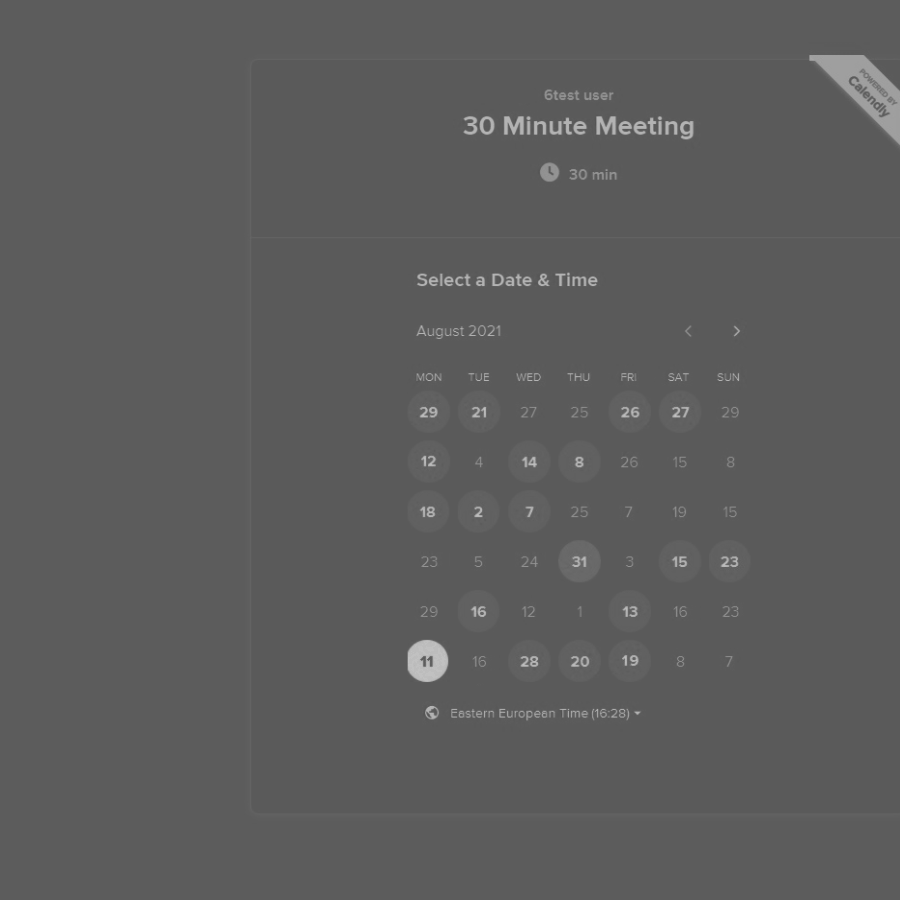 POWERED BY
Calendly
6test user
30 Minute Meeting
30 min
Select a Date & Time
August 2021
MON TUE WED THU FRI SAT SUN
29 21 27 25 26 27 29
12 4 14 8 26 15 8
18 2 7 25 7 19 15
23 5 24 31 3 15 23
29 16 12 1 13 16 23
11 16 28 20 19 8 7
Eastern European Time (16:28)